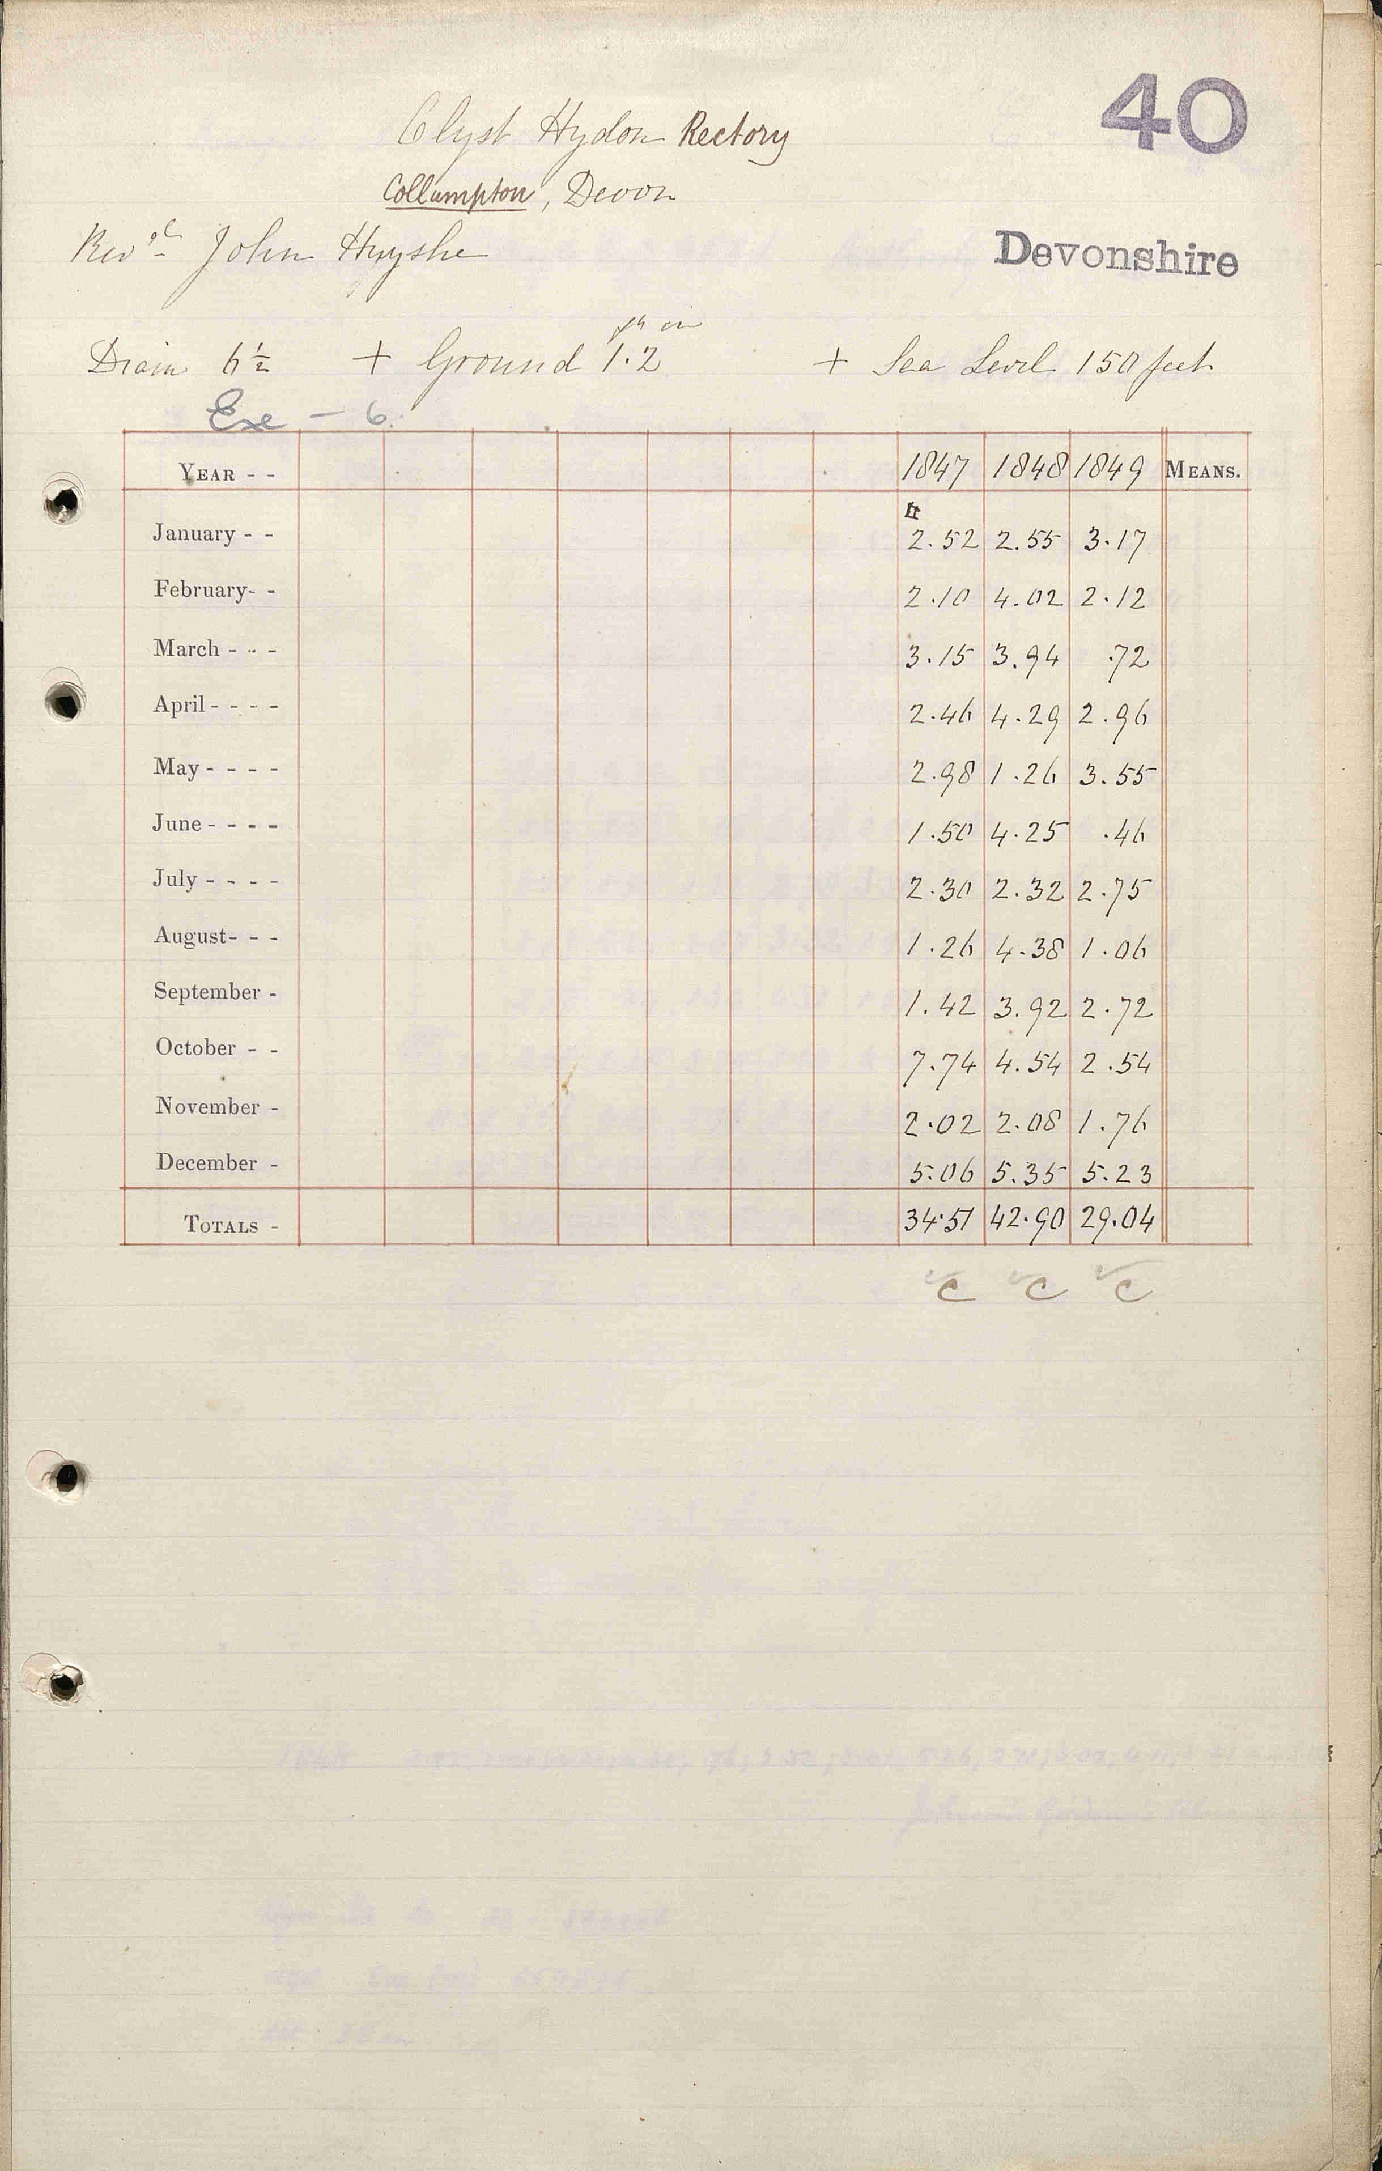 40
Clyst Hydon Rectory
Collumpton, Devon
Revd. John Huyshe
Devonshire
ft in
Diam 6½ + Ground 1.2 + Sea Level 150 feet
Exe - 6.
YEAR - - 1847 1848 1849 MEANS.
January - - 2.52 2.55 3.17
February- - 2.10 4.02 2.12
March - - - 3.15 3.94 .72
April - - - - 2.46 4.29 2.96
May - - - - 2.98 1.26 3.55
June - - - - 1.50 4.25 .46
July - - - - 2.30 2.32 2.75
August- - - 1.26 4.38 1.06
September - 1.42 3.92 2.72
October - - 7.74 4.54 2.54
November - 2.02 2.08 1.76
December - 5.06 5.35 5.23
TOTALS - 34.51 42.90 29.04
C C C